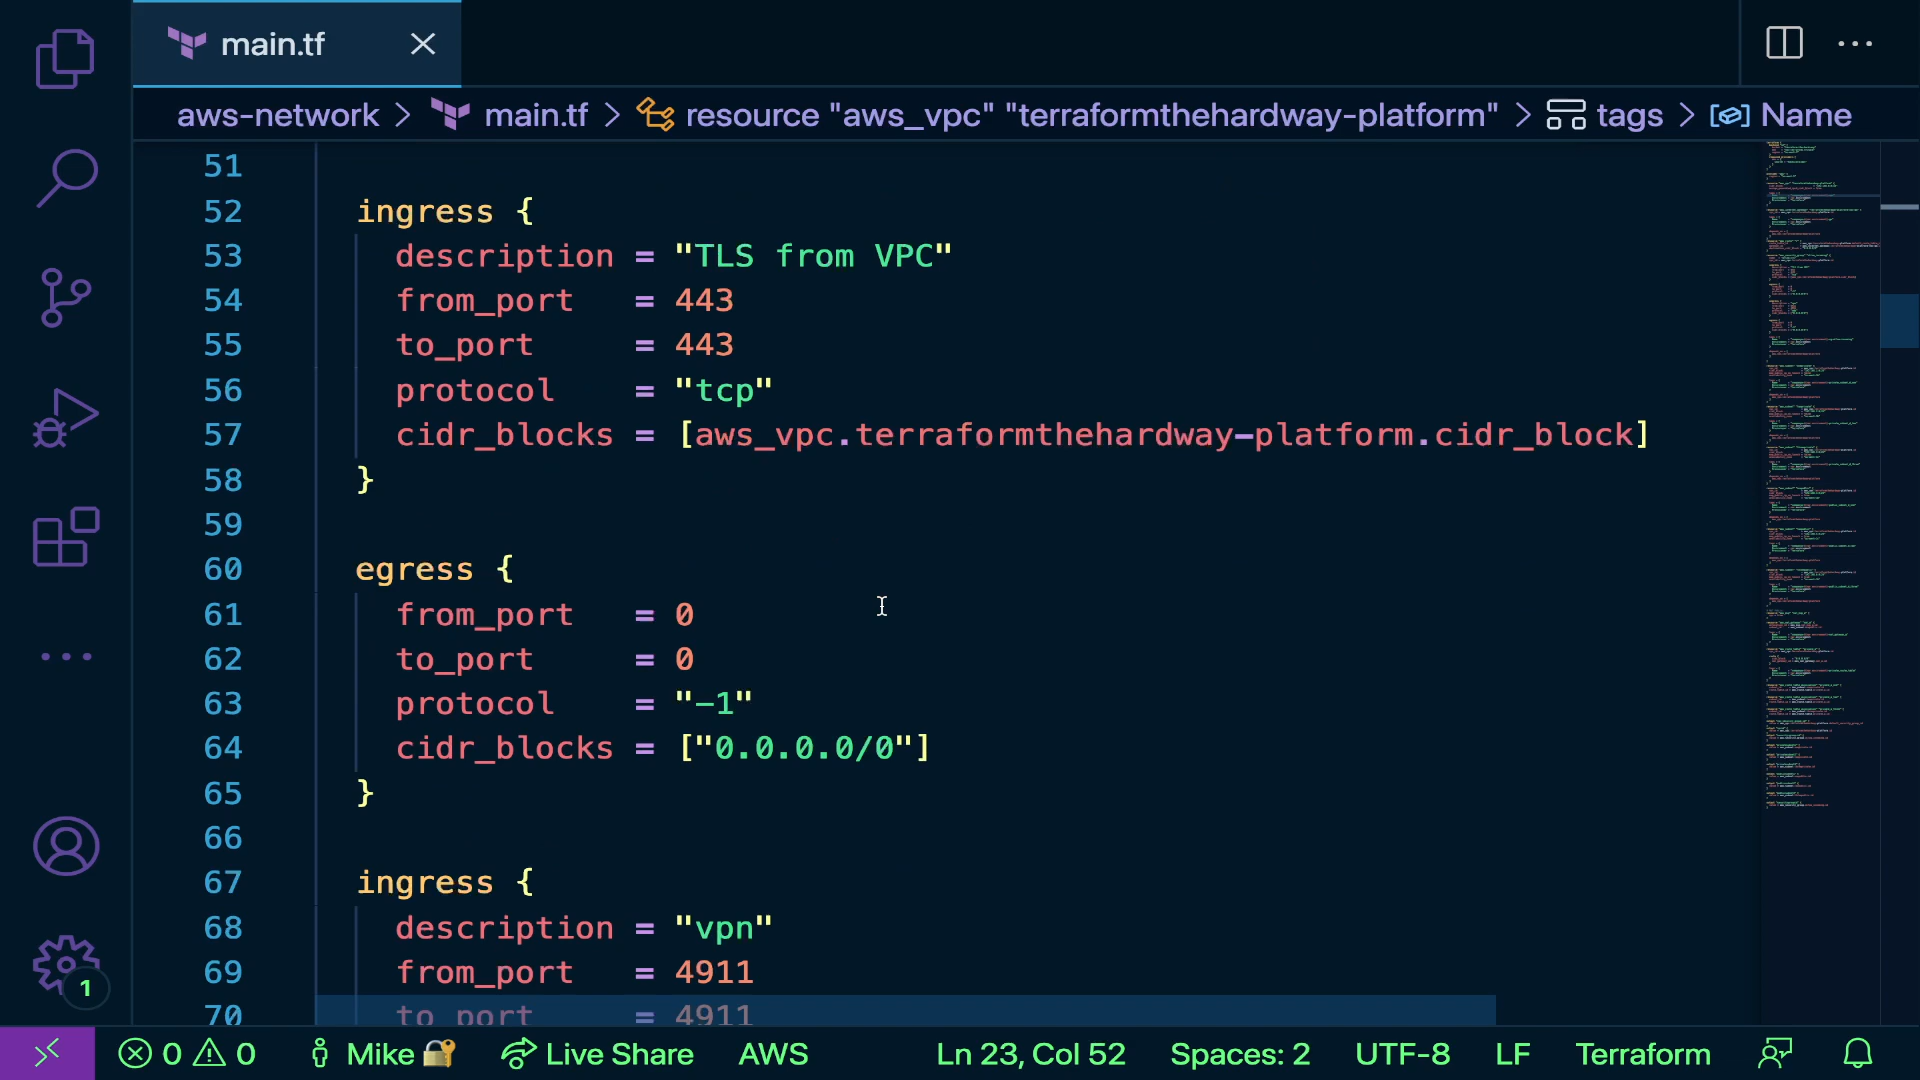 main.tf
aws-network > main.tf > resource "aws_vpc" "terraformthehardway-platform" > tags > Name
51
52 ingress {
53 description = "TLS from VPC"
54 from_port = 443
55 to_port = 443
56 protocol = "tcp"
57 cidr_blocks = [aws_vpc.terraformthehardway-platform.cidr_block]
58 }
59
60 egress {
61 from_port = 0
62 to_port = 0
63 protocol = "-1"
64 cidr_blocks = ["0.0.0.0/0"]
65 }
66
67 ingress {
68 description = "vpn"
69 from_port = 4911
70 to_port = 4911
1
0 0 Mike Live Share AWS Ln 23, Col 52 Spaces: 2 UTF-8 LF Terraform